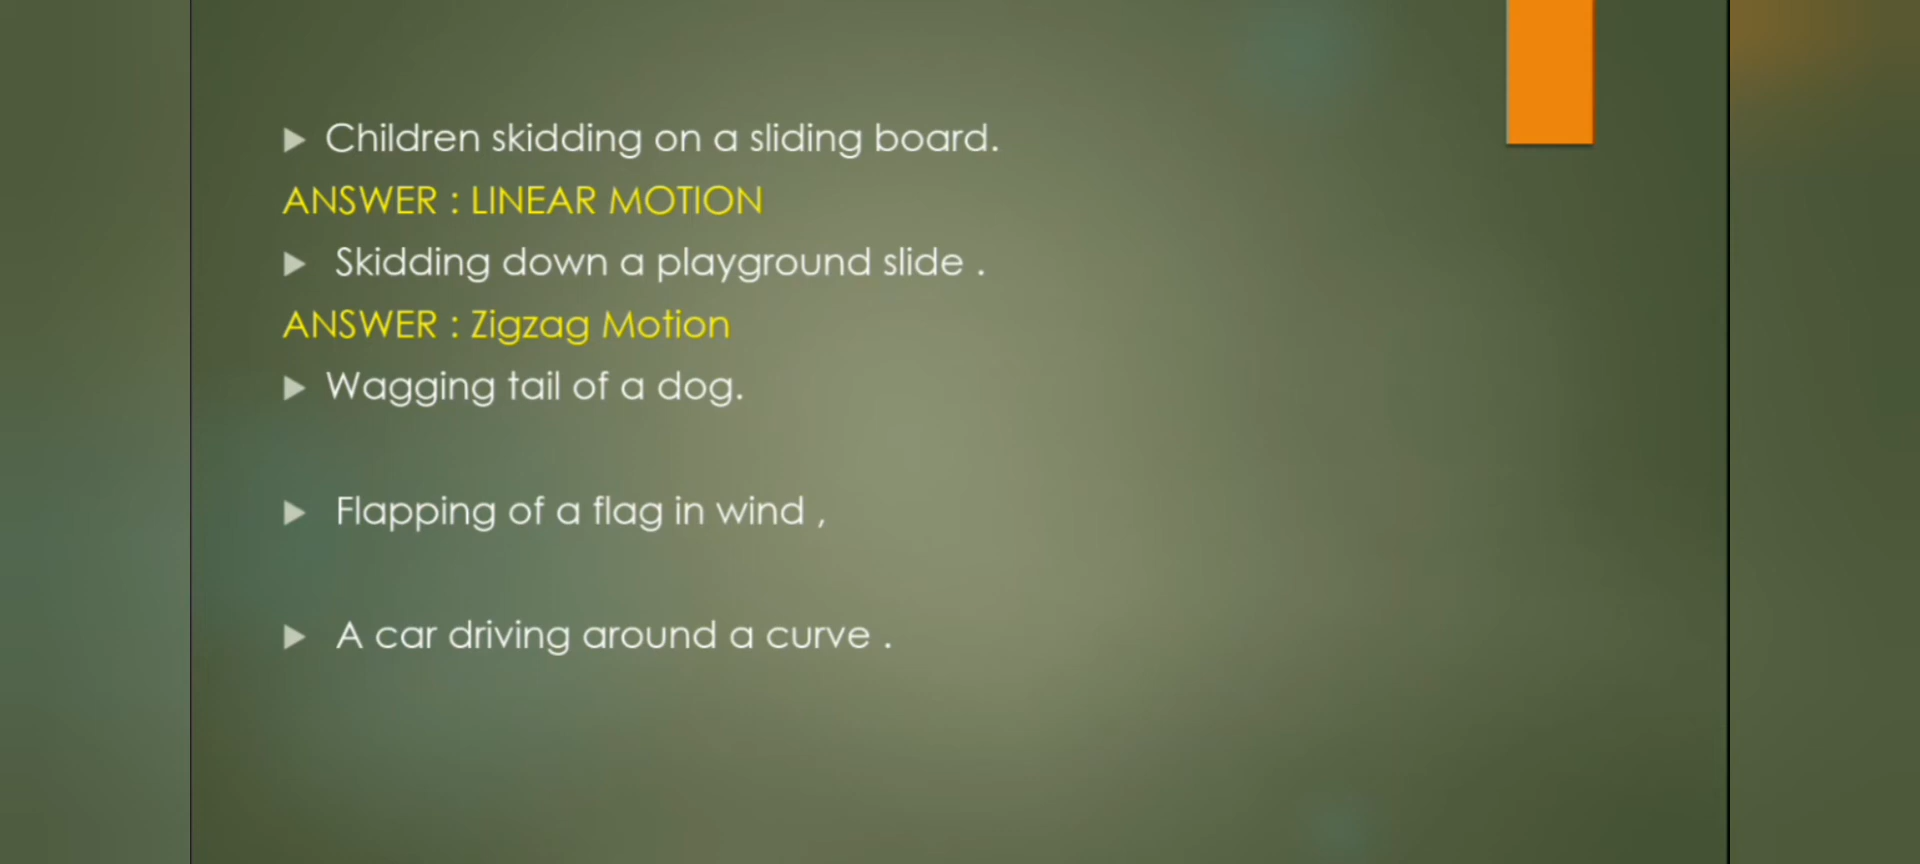 Children skidding on a sliding board.
ANSWER : LINEAR MOTION
Skidding down a playground slide .
ANSWER : Zigzag Motion
Wagging tail of a dog.
Flapping of a flag in wind ,
A car driving around a curve .